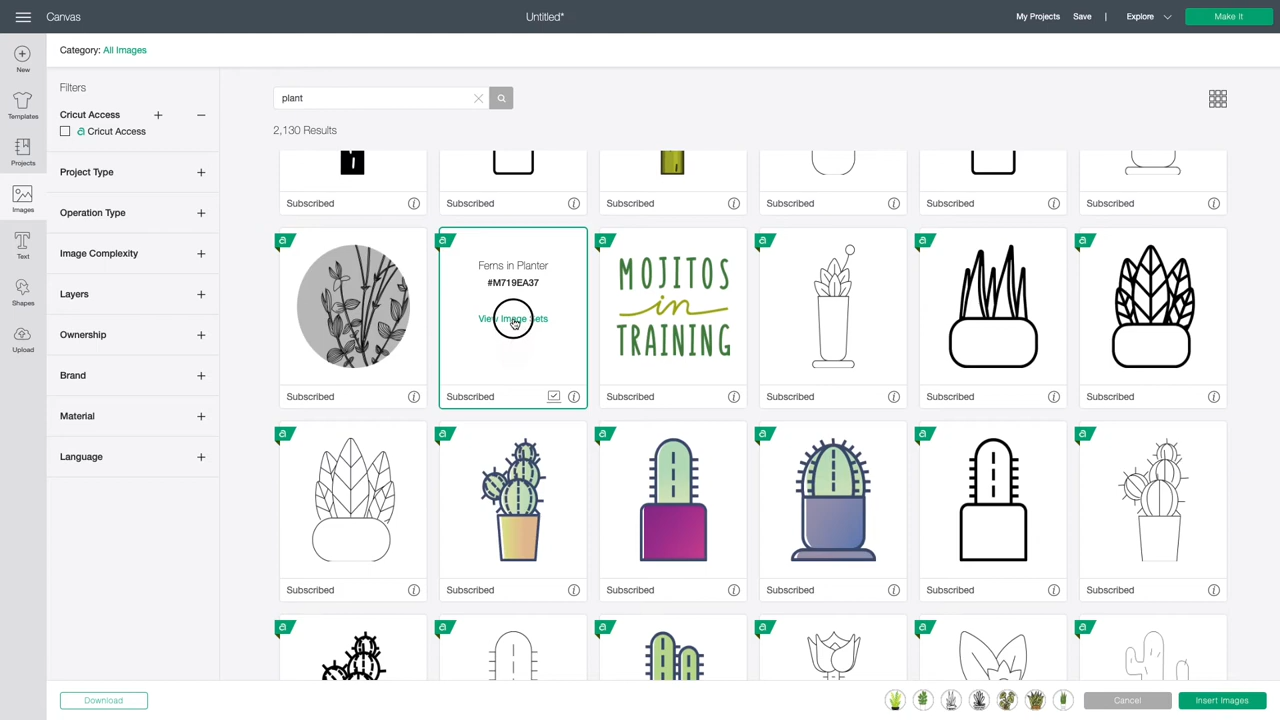 Canvas
Untitled*
My Projects Save | Explore
Make It
New
Templates
Projects
Images
Text
Shapes
Upload
Category: All Images
Filters
Cricut Access
Cricut Access
Project Type
Operation Type
Image Complexity
Layers
Ownership
Brand
Material
Language
plant
2,130 Results
Subscribed
Subscribed
Subscribed
Subscribed
Subscribed
Subscribed
Ferns in Planter
#M719EA37
View Image Sets
MOJITOS
in
TRAINING
Subscribed
Subscribed
Subscribed
Subscribed
Subscribed
Subscribed
Subscribed
Subscribed
Subscribed
Subscribed
Subscribed
Subscribed
Download
Cancel
Insert Images